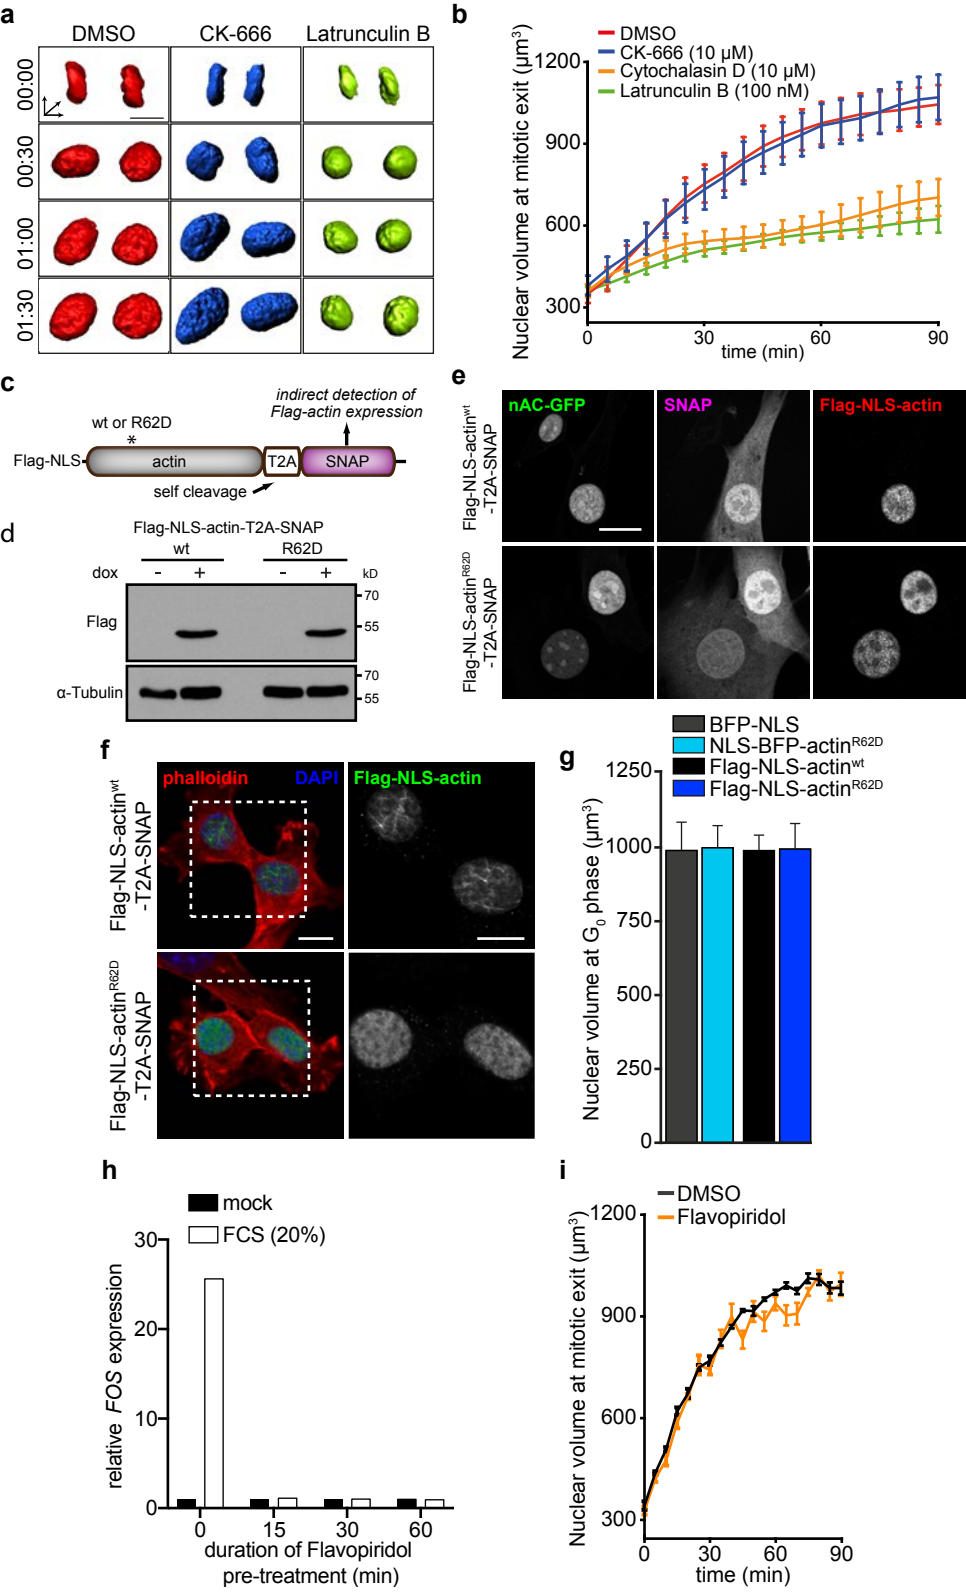 a
DMSO CK-666 Latrunculin B
00:00
00:30
01:00
01:30
b
DMSO
CK-666 (10 µM)
Cytochalasin D (10 µM)
Latrunculin B (100 nM)
Nuclear volume at mitotic exit (µm³)
1200
900
600
300
0 30 60 90
time (min)
c
indirect detection of
Flag-actin expression
wt or R62D
*
Flag-NLS- actin T2A SNAP
self cleavage
d
Flag-NLS-actin-T2A-SNAP
wt R62D
dox - + - + kD
Flag
70
55
α-Tubulin
70
55
e
nAC-GFP SNAP Flag-NLS-actin
Flag-NLS-actinwt
-T2A-SNAP
Flag-NLS-actinR62D
-T2A-SNAP
f
phalloidin DAPI Flag-NLS-actin
Flag-NLS-actinwt
-T2A-SNAP
Flag-NLS-actinR62D
-T2A-SNAP
g
BFP-NLS
NLS-BFP-actinR62D
Flag-NLS-actinwt
Flag-NLS-actinR62D
Nuclear volume at G0 phase (µm³)
1250
1000
750
500
250
0
h
mock
FCS (20%)
relative FOS expression
30
20
10
0
0 15 30 60
duration of Flavopiridol
pre-treatment (min)
i
DMSO
Flavopiridol
Nuclear volume at mitotic exit (µm³)
1200
900
600
300
0 30 60 90
time (min)